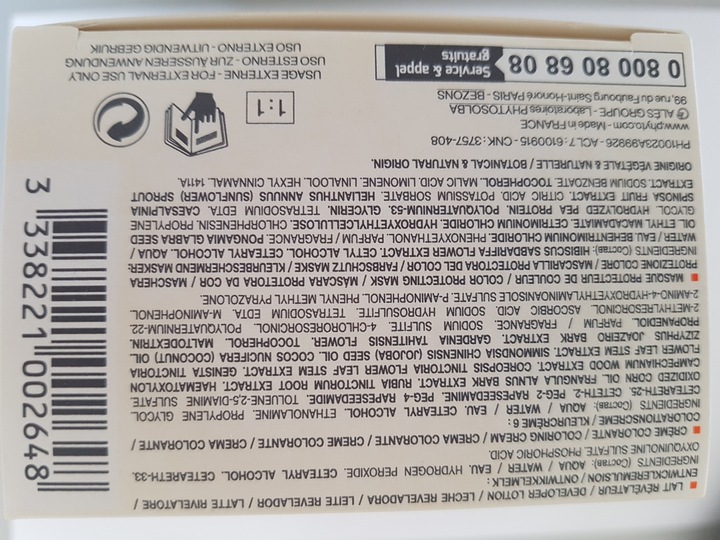 LAIT RÉVÉLATEUR / DEVELOPER LOTION / LECHE REVELADORA / LEITE REVELADOR / LATTE RIVELATORE /
ENTWICKLEREMULSION / ONTWIKKELMELK :
INGREDIENTS (Состав): AQUA / WATER / EAU. HYDROGEN PEROXIDE. CETEARYL ALCOHOL. CETEARETH-33.
OXYQUINOLINE. PHOSPHORIC ACID.
CRÈME COLORANTE / COLORING CREAM / CREMA COLORANTE / CREME COLORANTE / CREMA COLORANTE /
COLORATIONSCREME / KLEURCRÈME 6 :
INGREDIENTS (Состав): AQUA / WATER / EAU. CETEARYL ALCOHOL. ETHANOLAMINE. PROPYLENE GLYCOL.
CETEARETH-25. CETETH-2. PEG-2 RAPESEEDAMINE. PEG-4 RAPESEEDAMIDE. TOLUENE-2,5-DIAMINE SULFATE.
OXIDIZED CORN OIL. FRANGULA ALNUS BARK EXTRACT. RUBIA TINCTORUM ROOT EXTRACT. HAEMATOXYLON
CAMPECHIANUM WOOD EXTRACT. COREOPSIS TINCTORIA FLOWER LEAF STEM EXTRACT. GENISTA TINCTORIA
FLOWER LEAF STEM EXTRACT. SIMMONDSIA CHINENSIS (JOJOBA) SEED OIL. COCOS NUCIFERA (COCONUT) OIL.
ZIZYPHUS JOAZEIRO BARK EXTRACT. GARDENIA TAHITENSIS FLOWER. TOCOPHEROL. MALTODEXTRIN.
PROPANEDIOL. PARFUM / FRAGRANCE. SODIUM SULFITE. 4-CHLORORESORCINOL. POLYQUATERNIUM-22.
2-METHYLRESORCINOL. ASCORBIC ACID. SODIUM HYDROSULFITE. TETRASODIUM EDTA. M-AMINOPHENOL.
2-AMINO-4-HYDROXYETHYLAMINOANISOLE SULFATE. P-AMINOPHENOL. PHENYL METHYL PYRAZOLONE.
MASQUE PROTECTEUR DE COULEUR / COLOR PROTECTING MASK / MÁSCARA PROTETORA DA COR / MASCHERA
PROTEZIONE COLORE / MASCARILLA PROTECTORA DEL COLOR / FARBSCHUTZ MASKE / KLEURBESCHERMEND MASKER:
INGREDIENTS (Состав): HIBISCUS SABDARIFFA FLOWER EXTRACT. CETYL ALCOHOL. CETEARYL ALCOHOL. AQUA /
WATER / EAU. BEHENTRIMONIUM CHLORIDE. PHENOXYETHANOL. PARFUM / FRAGRANCE. PONGAMIA GLABRA SEED
OIL. ETHYL MACADAMIATE. CETRIMONIUM CHLORIDE. HYDROXYETHYLCELLULOSE. CHLORPHENESIN. PROPYLENE
GLYCOL. HYDROLYZED PEA PROTEIN. POLYQUATERNIUM-53. GLYCERIN. TETRASODIUM EDTA. CAESALPINIA
SPINOSA FRUIT EXTRACT. CITRIC ACID. POTASSIUM SORBATE. HELIANTHUS ANNUUS (SUNFLOWER) SPROUT
EXTRACT. SODIUM BENZOATE. TOCOPHEROL. MALIC ACID. LIMONENE. LINALOOL. HEXYL CINNAMAL. 1411A.
ORIGINE VÉGÉTALE & NATURELLE / BOTANICAL & NATURAL ORIGIN.
3 338221 002648
PH10023A99926 - ACL 7 : 6100915 - CNK : 3757-408
www.phyto.com - Made in FRANCE
ALÈS GROUPE - Laboratoires PHYTOSOLBA
99, rue du Faubourg Saint-Honoré PARIS - BEZONS
0 800 80 68 08
Service & appel
gratuits
1:1
USAGE EXTERNE - FOR EXTERNAL USE ONLY
USO ESTERNO - ZUR ÄUSSEREN ANWENDUNG
USO EXTERNO - UITWENDIG GEBRUIK